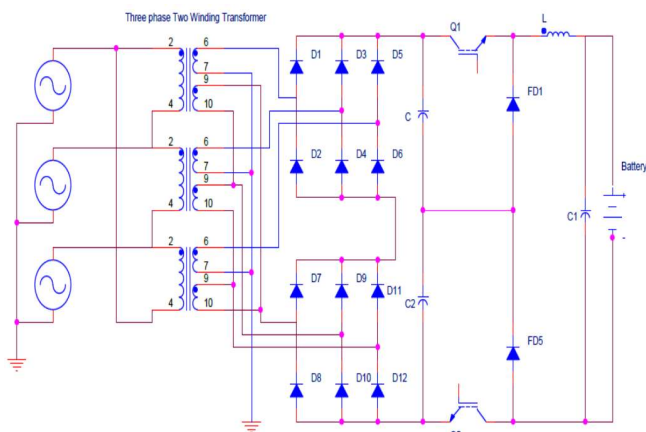 Three phase Two Winding Transformer
Q1
L
2 6
7
9
4 10
D1 D3 D5
C
FD1
D2 D4 D6
Battery
+
-
2 6
7
9
4 10
C1
2 6
7
9
4 10
D7 D9 D11
C2
FD5
D8 D10 D12